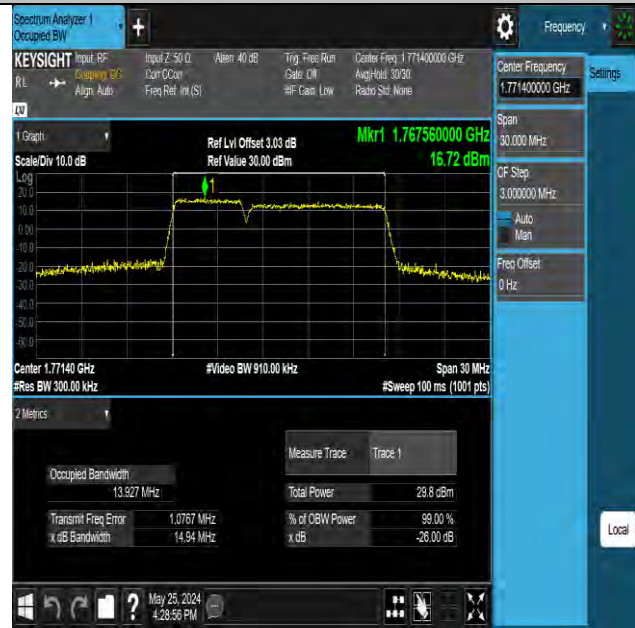 Spectrum Analyzer 1
Occupied BW
Frequency
KEYSIGHT
RL
Input: RF
Coupling: DC
Align: Auto
Input Z: 50 Ω
Corr CCorr
Freq Ref: Int (S)
Atten: 40 dB
Trig: Free Run
Gate: Off
#IF Gain: Low
Center Freq: 1.771400000 GHz
Avg|Hold: 30/30
Radio Std: None
LXI
Center Frequency
1.771400000 GHz
Settings
Span
30.000 MHz
CF Step
3.000000 MHz
Auto
Man
Freq Offset
0 Hz
Local
1 Graph
Scale/Div 10.0 dB
Ref Lvl Offset 3.03 dB
Ref Value 30.00 dBm
Mkr1 1.767560000 GHz
16.72 dBm
Log
20.0
10.0
0.00
-10.0
-20.0
-30.0
-40.0
-50.0
-60.0
1
Center 1.77140 GHz
#Video BW 910.00 kHz
Span 30 MHz
#Res BW 300.00 kHz
#Sweep 100 ms (1001 pts)
2 Metrics
Measure Trace
Trace 1
Occupied Bandwidth
13.927 MHz
Total Power
29.8 dBm
Transmit Freq Error
1.0767 MHz
% of OBW Power
99.00 %
x dB Bandwidth
14.94 MHz
x dB
-26.00 dB
?
May 25, 2024
4:28:56 PM